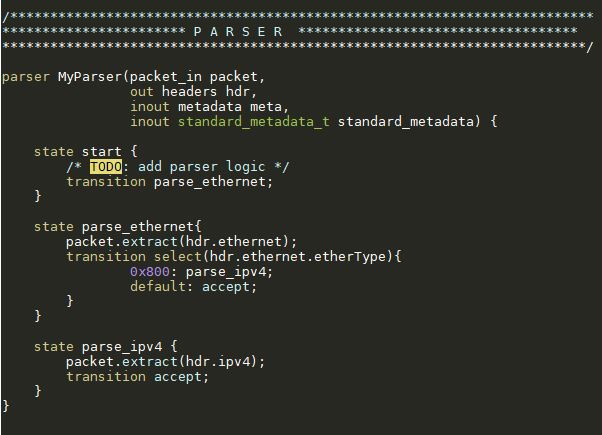 /*************************************************************************
*********************** P A R S E R  ***********************************
*************************************************************************/
parser MyParser(packet_in packet,
                out headers hdr,
                inout metadata meta,
                inout standard_metadata_t standard_metadata) {
    state start {
        /* TODO: add parser logic */
        transition parse_ethernet;
    }
    state parse_ethernet{
        packet.extract(hdr.ethernet);
        transition select(hdr.ethernet.etherType){
                0x800: parse_ipv4;
                default: accept;
        }
    }
    state parse_ipv4 {
        packet.extract(hdr.ipv4);
        transition accept;
    }
}